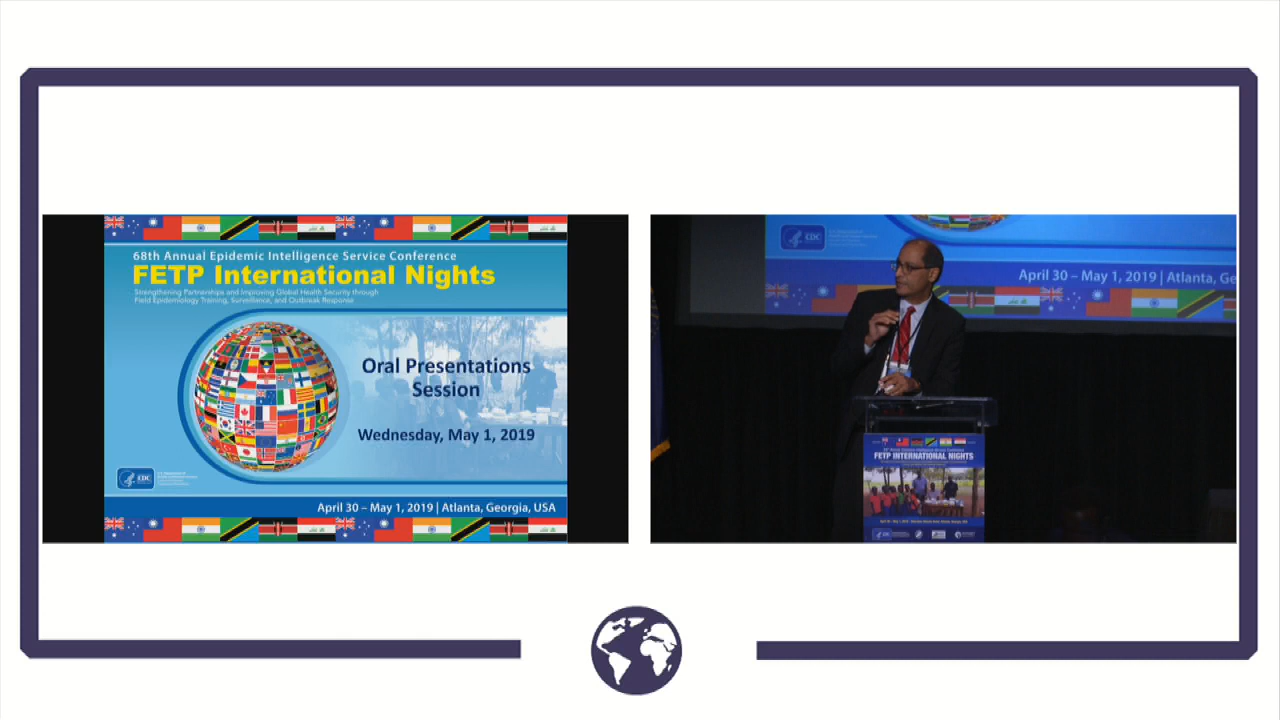 68th Annual Epidemic Intelligence Service Conference
FETP International Nights
Strengthening Partnerships and Improving Global Health Security through
Field Epidemiology Training, Surveillance, and Outbreak Response
Oral Presentations
Session
Wednesday, May 1, 2019
CDC
April 30 – May 1, 2019 | Atlanta, Georgia, USA
CDC
April 30 – May 1, 2019 | Atlanta, Ge
FETP INTERNATIONAL NIGHTS